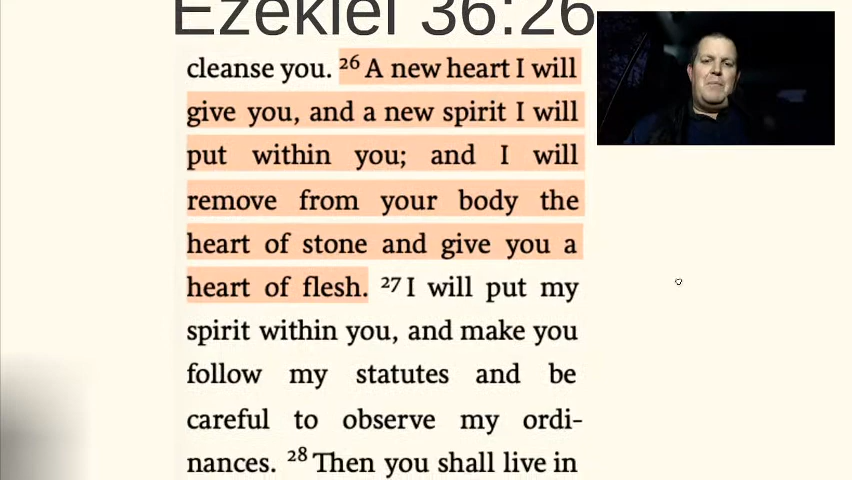 Ezekiel 36:26
cleanse you. 26 A new heart I will
give you, and a new spirit I will
put within you; and I will
remove from your body the
heart of stone and give you a
heart of flesh. 27 I will put my
spirit within you, and make you
follow my statutes and be
careful to observe my ordi-
nances. 28 Then you shall live in